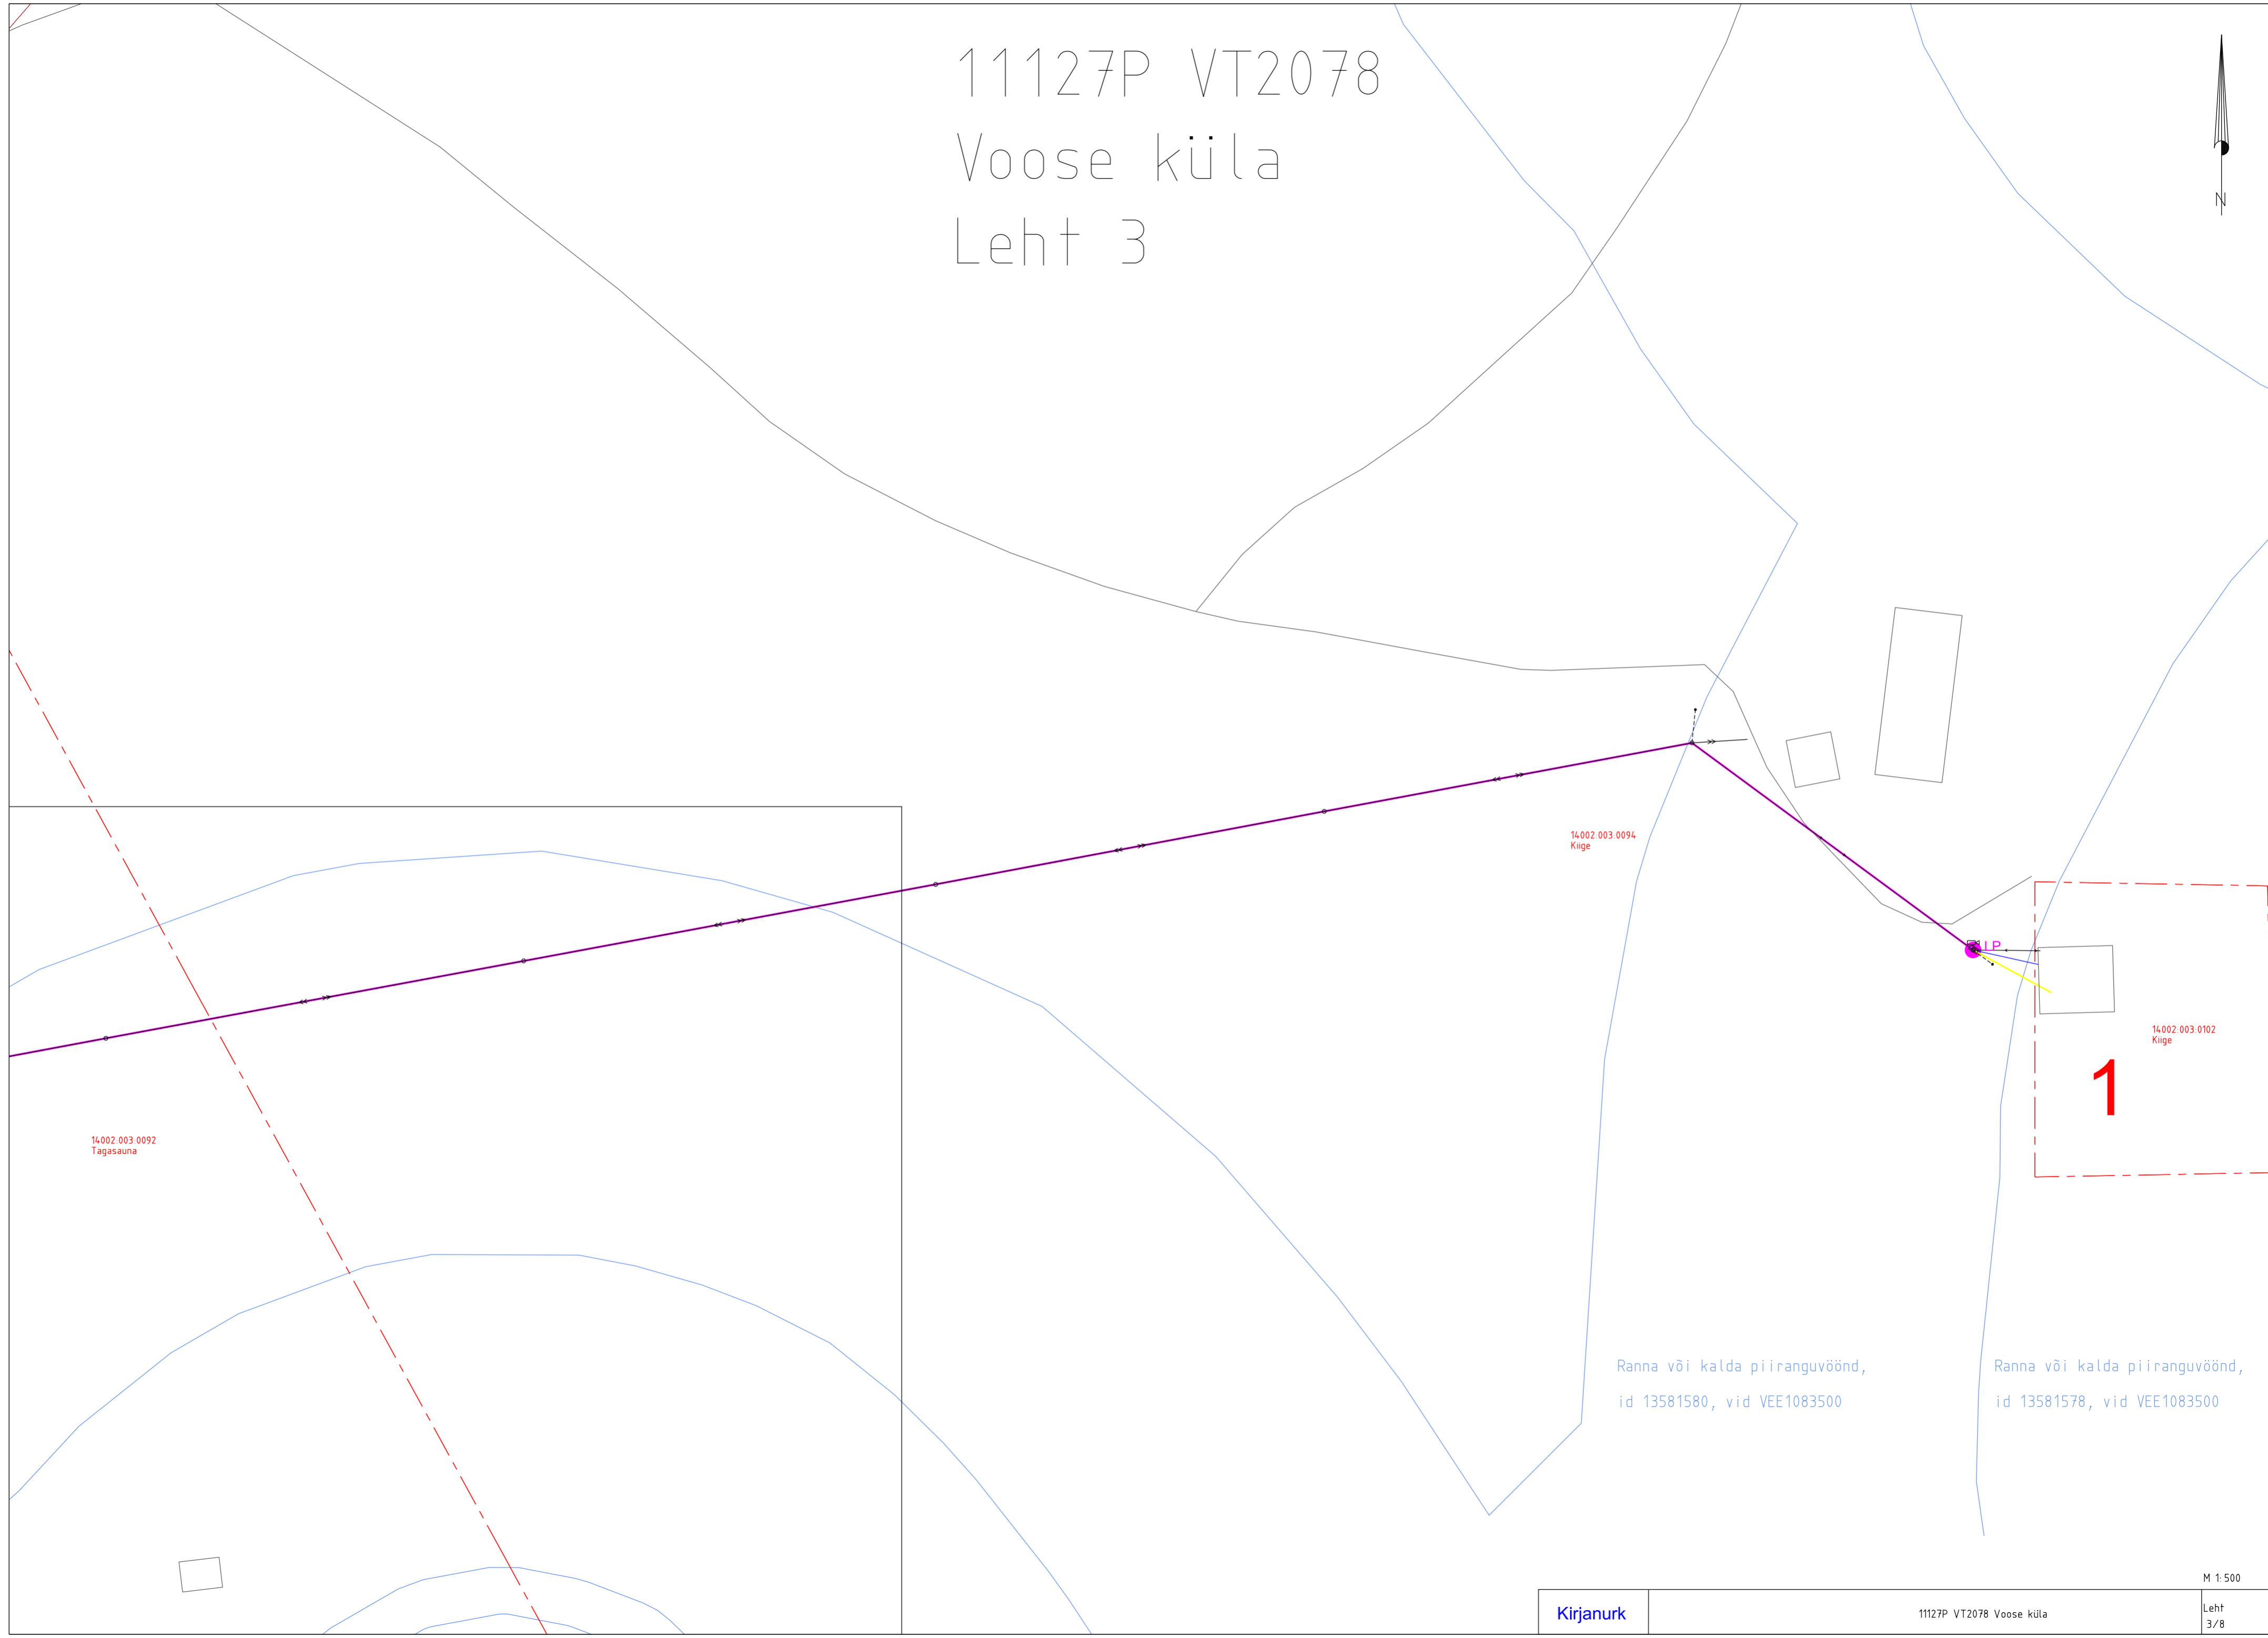 11127P VT2078
Voose küla
Leht 3
N
14002:003:0094
Kiige
14002:003:0102
Kiige
1
14002:003:0092
Tagasauna
Ranna või kalda piiranguvöönd,
id 13581580, vid VEE1083500
Ranna või kalda piiranguvöönd,
id 13581578, vid VEE1083500
M 1:500
Kirjanurk
11127P VT2078 Voose küla
Leht
3/8